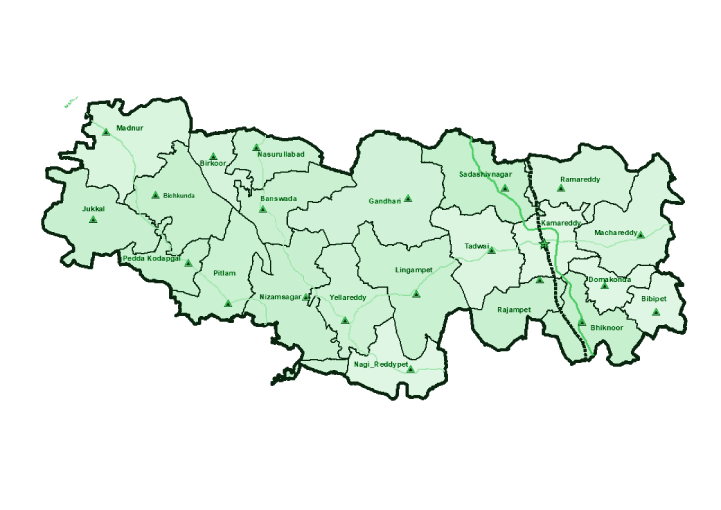 Madnur
Birkoor
Nasurullabad
Bichkunda
Banswada
Jukkal
Gandhari
Sadashivnagar
Ramareddy
Kamareddy
Machareddy
Tadwai
Pedda Kodapgal
Pitlam
Lingampet
Domakonda
Nizamsagar
Yellareddy
Rajampet
Bibipet
Bhiknoor
Nagi_Reddypet